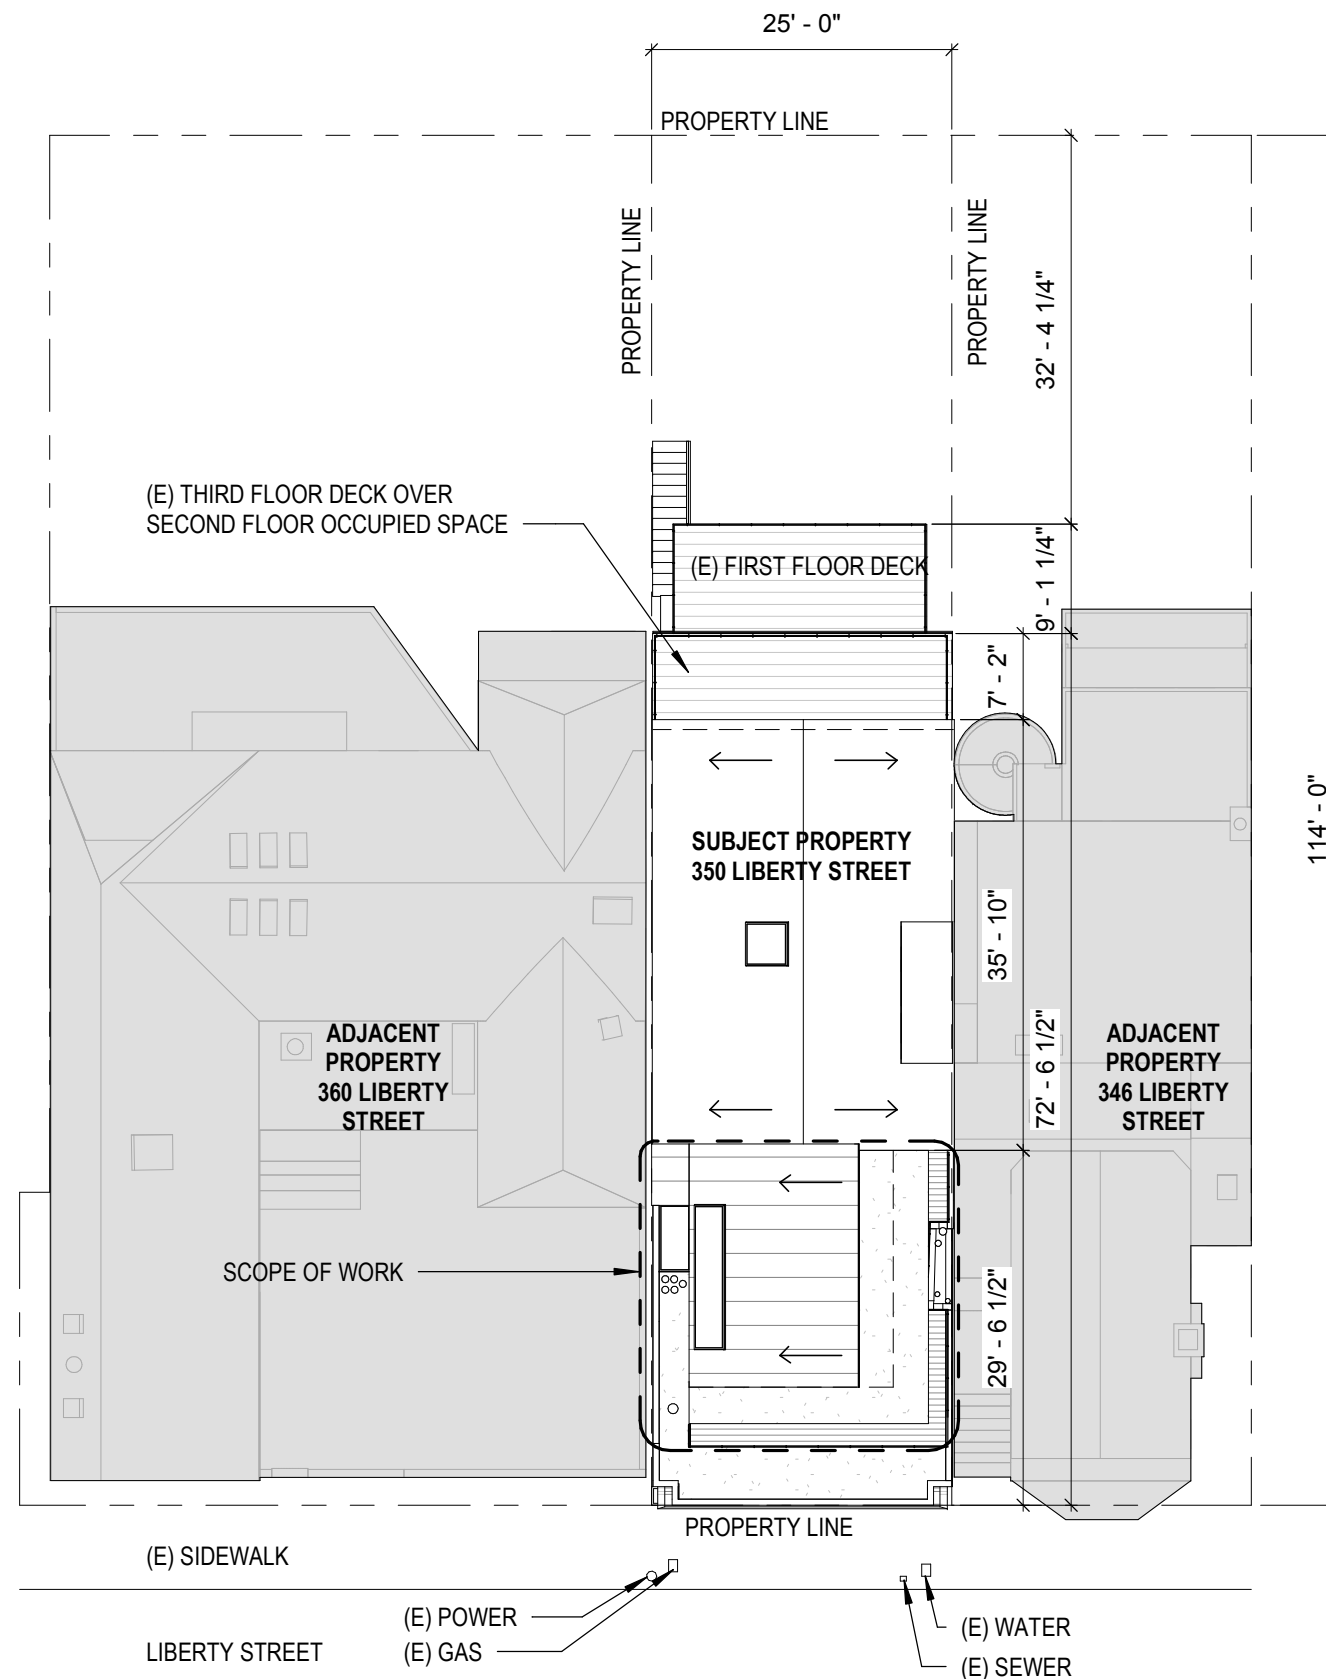 25' - 0"
PROPERTY LINE
PROPERTY LINE
PROPERTY LINE
32' - 4 1/4"
(E) THIRD FLOOR DECK OVER
SECOND FLOOR OCCUPIED SPACE
(E) FIRST FLOOR DECK
9' - 1 1/4"
7' - 2"
114' - 0"
SUBJECT PROPERTY
350 LIBERTY STREET
35' - 10"
72' - 6 1/2"
ADJACENT
PROPERTY
360 LIBERTY
STREET
ADJACENT
PROPERTY
346 LIBERTY
STREET
SCOPE OF WORK
29' - 6 1/2"
PROPERTY LINE
(E) SIDEWALK
(E) POWER
(E) GAS
(E) WATER
(E) SEWER
LIBERTY STREET